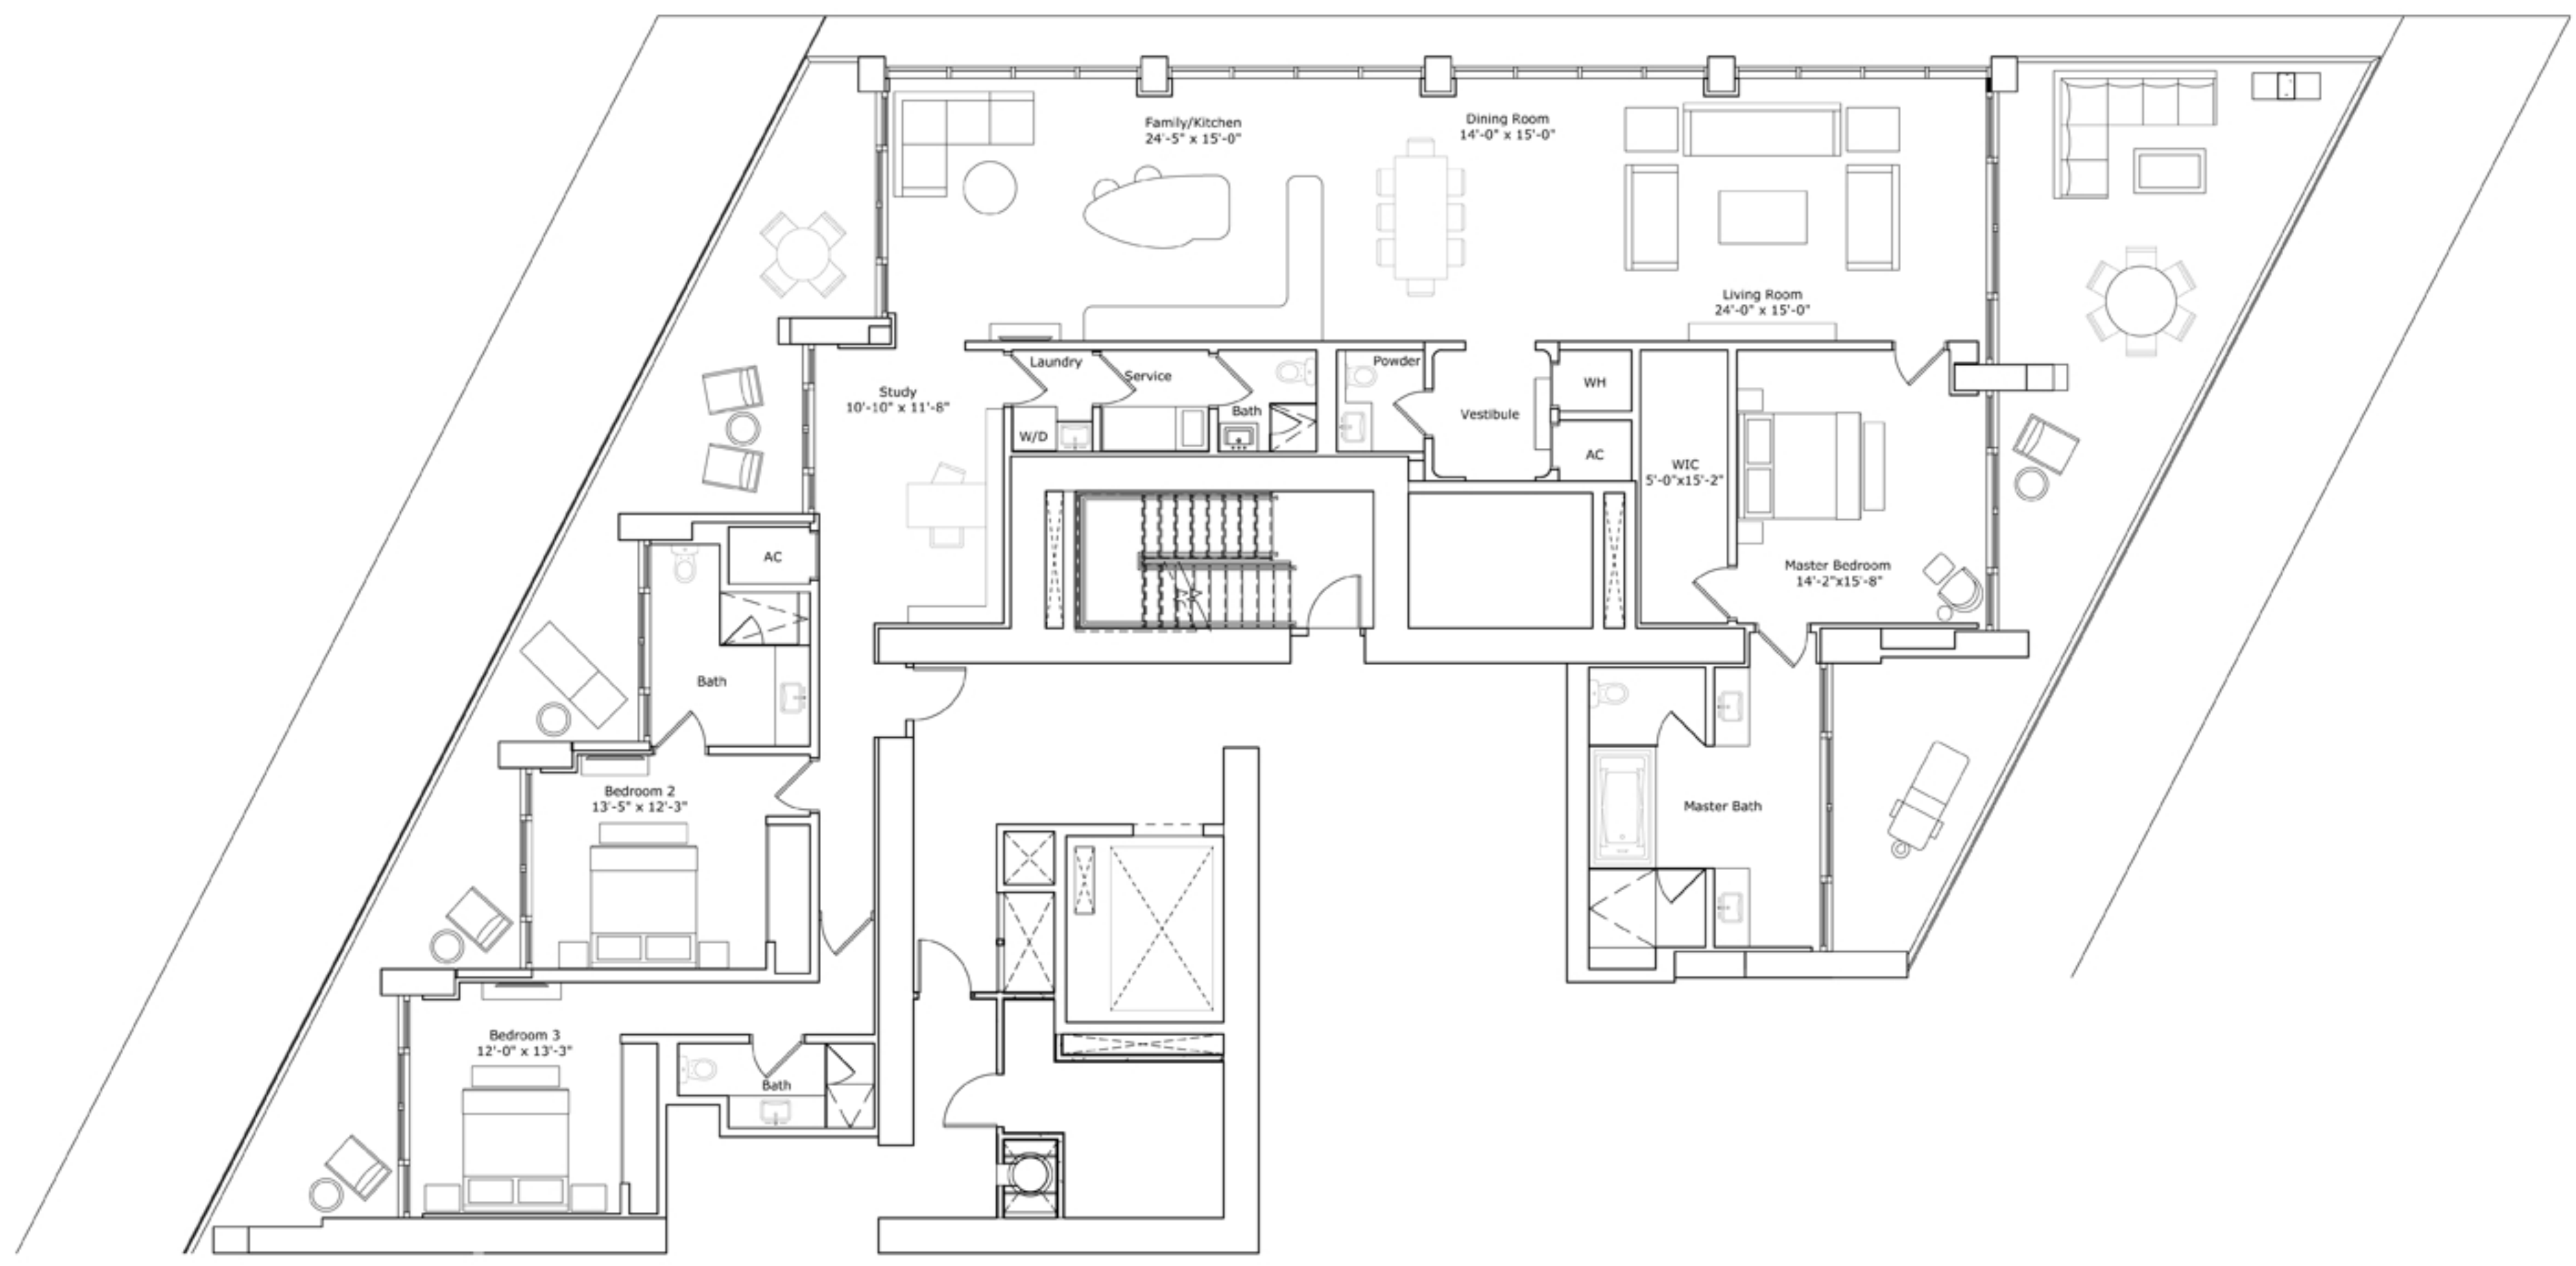 Family/Kitchen
24'-5" x 15'-0"
Dining Room
14'-0" x 15'-0"
Living Room
24'-0" x 15'-0"
Laundry
Service
Powder
WH
Study
10'-10" x 11'-8"
Bath
Vestibule
W/D
AC
WIC
5'-0"x15'-2"
AC
Master Bedroom
14'-2"x15'-8"
Bath
Bedroom 2
13'-5" x 12'-3"
Master Bath
Bedroom 3
12'-0" x 13'-3"
Bath